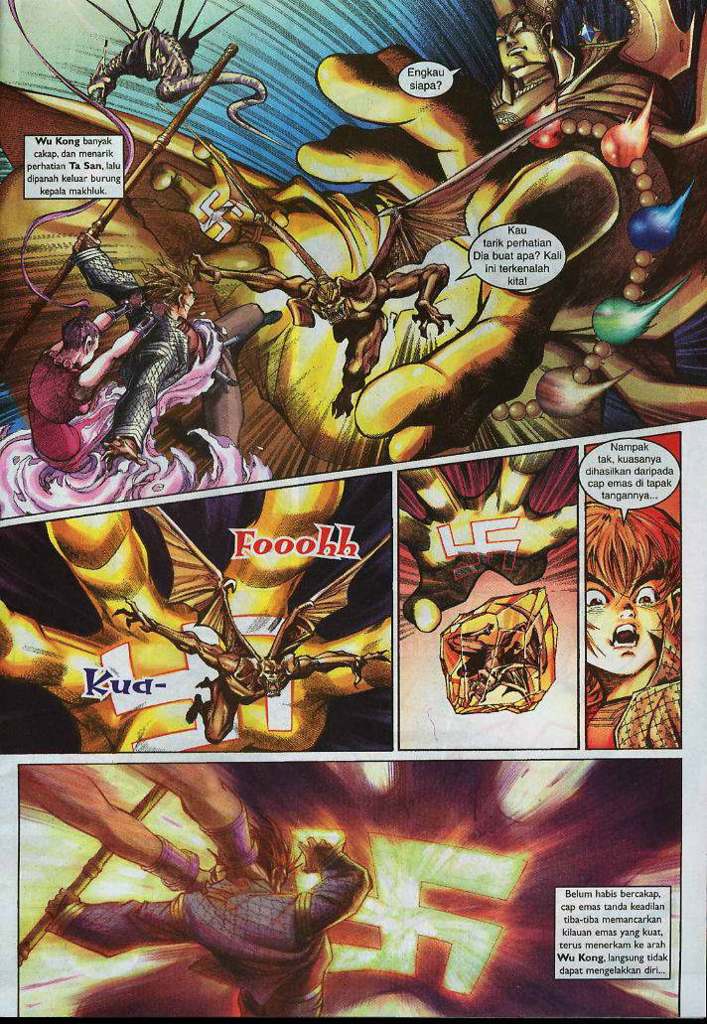 Engkau
siapa?
Wu Kong banyak
cakap, dan menarik
perhatian Ta San, lalu
dipanah keluar burung
kepala makhluk.
Kau
tarik perhatian
Dia buat apa? Kali
ini terkenalah
kita!
Fooohh
Kua-
Nampak
tak, kuasanya
dihasilkan daripada
cap emas di tapak
tangannya...
Belum habis bercakap,
cap emas tanda keadilan
tiba-tiba memancarkan
kilauan emas yang kuat,
terus menerkam ke arah
Wu Kong, langsung tidak
dapat mengelakkan diri...